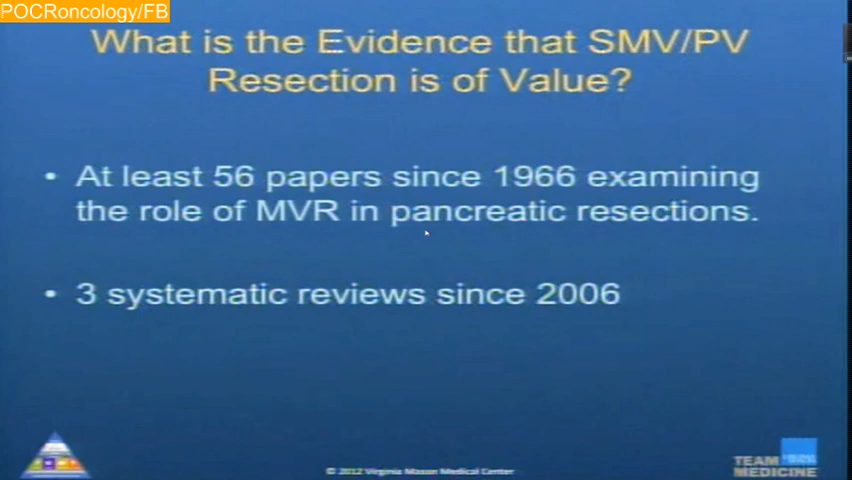 POCRoncology/FB
What is the Evidence that SMV/PV
Resection is of Value?
• At least 56 papers since 1966 examining
the role of MVR in pancreatic resections.
• 3 systematic reviews since 2006
© 2012 Virginia Mason Medical Center
TEAM
MEDICINE